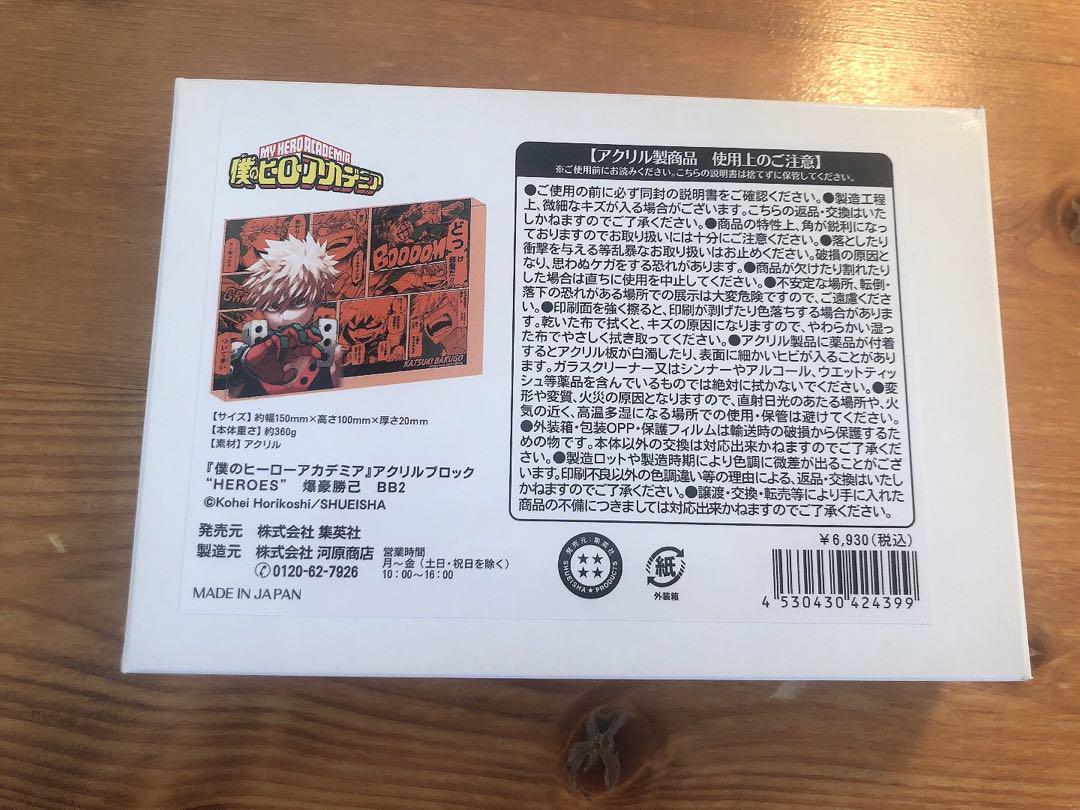 MY HERO ACADEMIA
僕のヒーローアカデミア
BOOOOM
どっ
KATSUKI BAKUGO
【サイズ】約幅150mm×高さ100mm×厚さ20mm
【本体重さ】約360g
【素材】アクリル
『僕のヒーローアカデミア』アクリルブロック
“HEROES” 爆豪勝己 BB2
©Kohei Horikoshi/SHUEISHA
発売元 株式会社 集英社
製造元 株式会社 河原商店
0120-62-7926
営業時間
月～金(土日・祝日を除く)
10:00～16:00
MADE IN JAPAN
【アクリル製商品 使用上のご注意】
※ご使用前にお読みください。こちらの説明書は捨てずに保管してください。
●ご使用の前に必ず同封の説明書をご確認ください。●製造工程
上、微細なキズが入る場合がございます。こちらの返品・交換はいた
しかねますのでご了承ください。●商品の特性上、角が鋭利になっ
ておりますのでお取り扱いには十分にご注意ください。●落としたり
衝撃を与える等乱暴なお取り扱いはお止めください。破損の原因と
なり、思わぬケガをする恐れがあります。●商品が欠けたり割れたり
した場合は直ちに使用を中止してください。●不安定な場所、転倒・
落下の恐れがある場所での展示は大変危険ですので、ご遠慮くださ
い。●印刷面を強く擦ると、印刷が剥げたり色落ちする場合がありま
す。乾いた布で拭くと、キズの原因になりますので、やわらかい湿っ
た布でやさしく拭き取ってください。●アクリル製品に薬品が付着
するとアクリル板が白濁したり、表面に細かいヒビが入ることがあり
ます。ガラスクリーナー又はシンナーやアルコール、ウエットティッ
シュ等薬品を含んでいるものでは絶対に拭かないでください。●変
形や変質、火災の原因となりますので、直射日光のあたる場所や、火
気の近く、高温多湿になる場所での使用・保管は避けてください。
●外装箱・包装OPP・保護フィルムは輸送時の破損から保護するた
めの物です。本体以外の交換は対応出来かねますのでご了承くださ
い。●製造ロットや製造時期により色調に微差が出ることがござ
います。印刷不良以外の色調違い等の理由による、返品・交換はいたし
かねますのでご了承ください。●譲渡・交換・転売等により手に入れた
商品の不備につきましては対応出来かねますのでご了承ください。
￥6,930(税込)
発売元:集英社
SHUEISHA★PRODUCTS
紙
外装箱
4 530430 424399